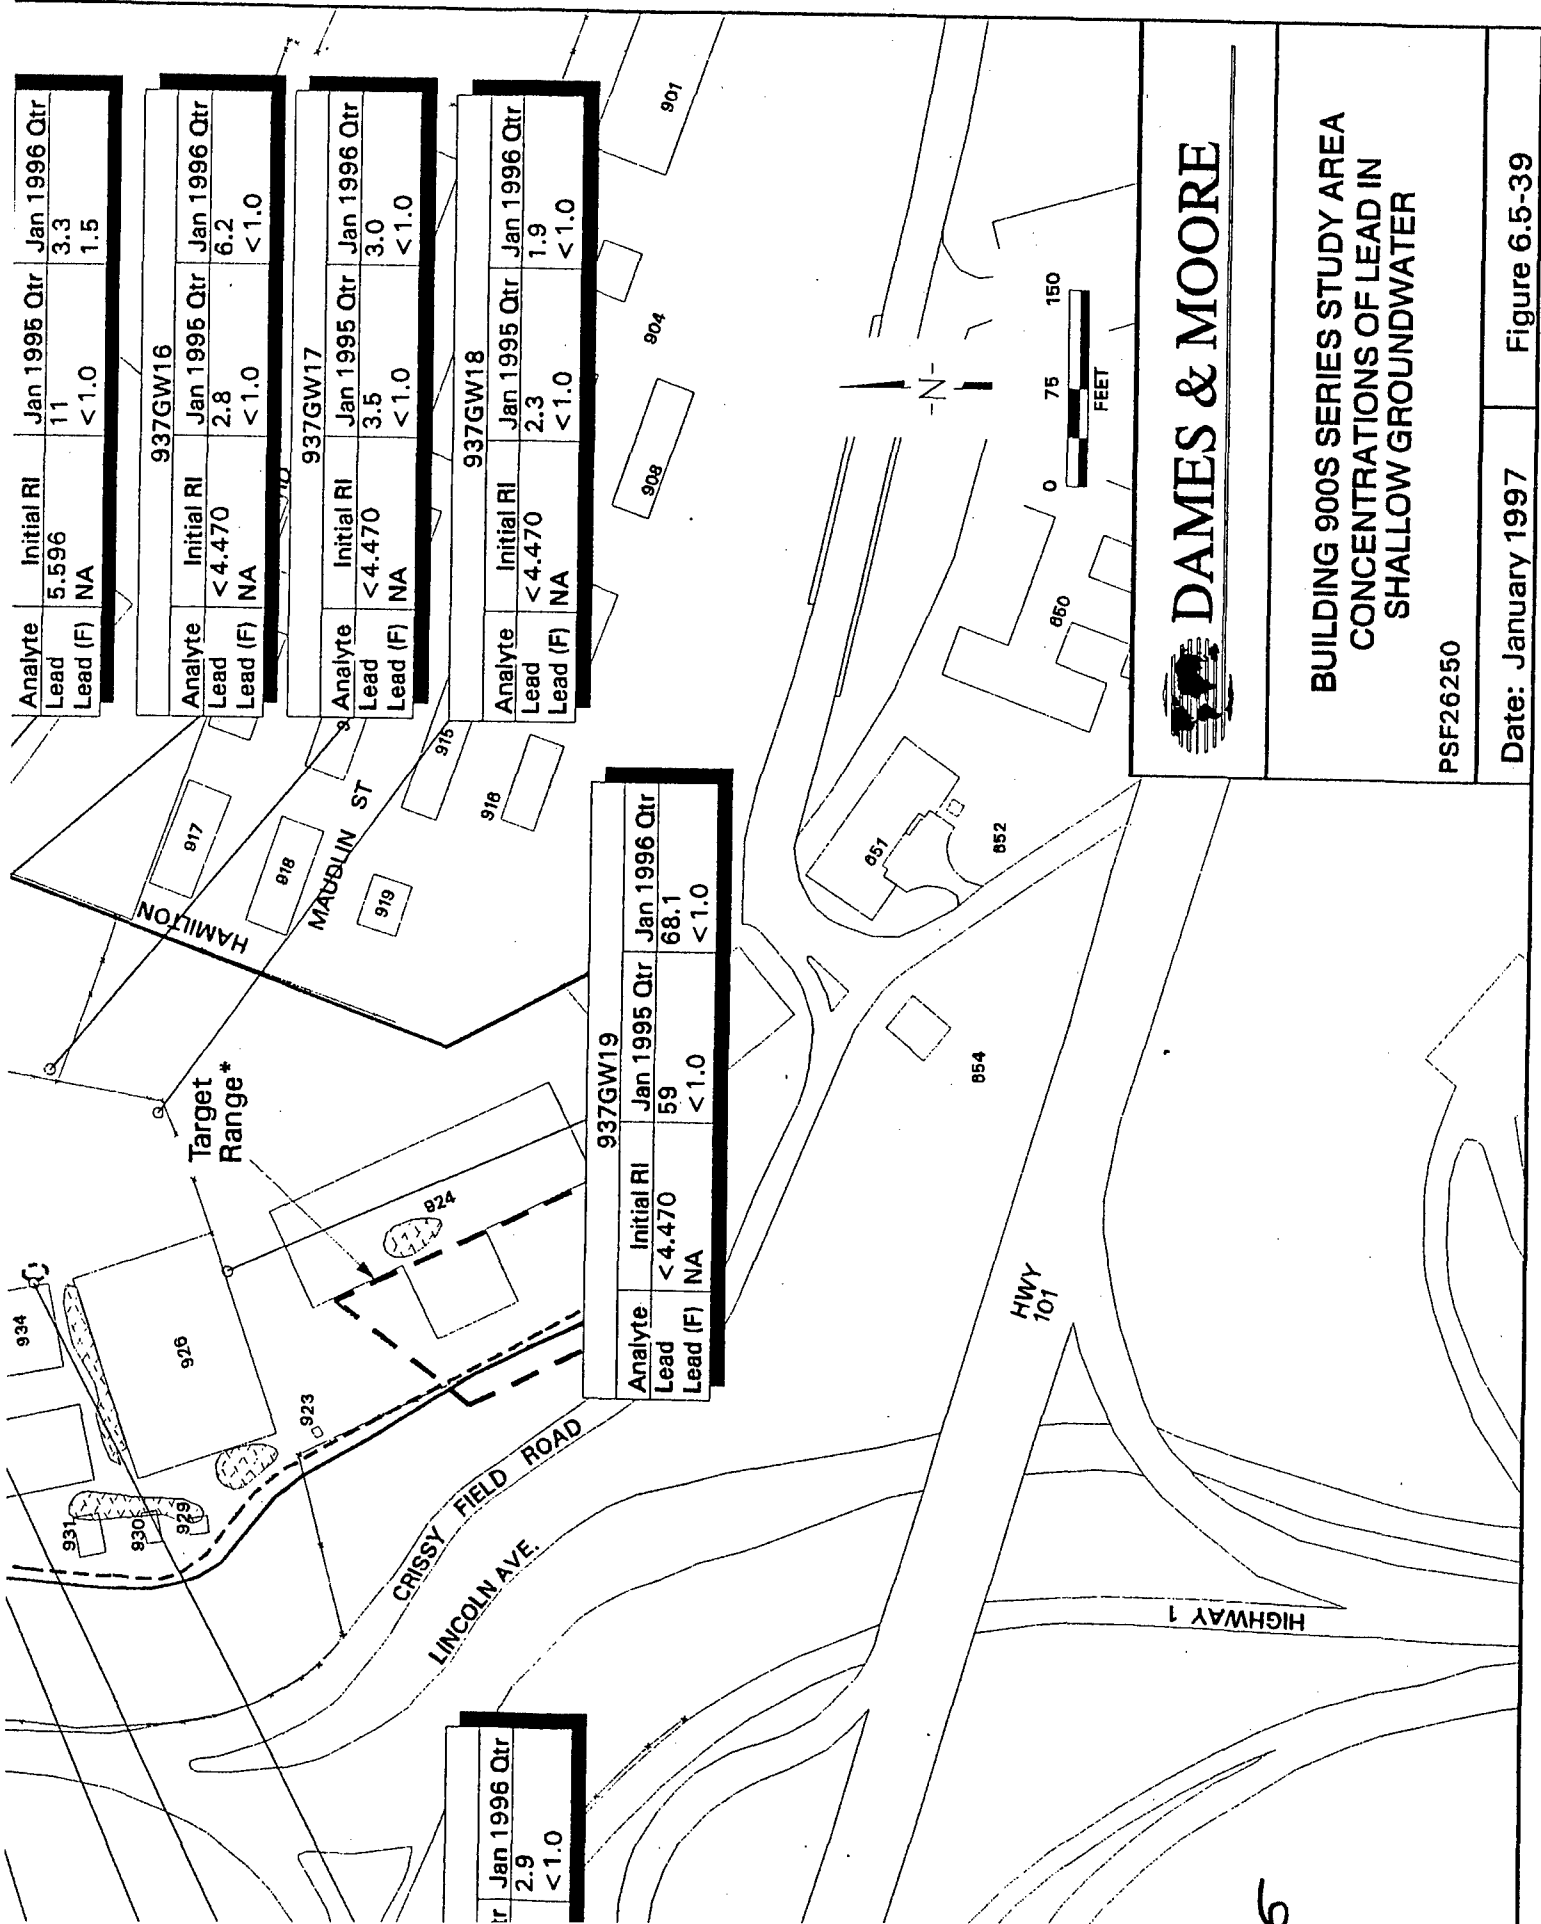 Analyte Initial RI Jan 1995 Qtr Jan 1996 Qtr
Lead 5.596 11 3.3
Lead (F) NA <1.0 1.5
937GW16
Analyte Initial RI Jan 1995 Qtr Jan 1996 Qtr
Lead <4.470 2.8 6.2
Lead (F) NA <1.0 <1.0
937GW17
Analyte Initial RI Jan 1995 Qtr Jan 1996 Qtr
Lead <4.470 3.5 3.0
Lead (F) NA <1.0 <1.0
937GW18
Analyte Initial RI Jan 1995 Qtr Jan 1996 Qtr
Lead <4.470 2.3 1.9
Lead (F) NA <1.0 <1.0
937GW19
Analyte Initial RI Jan 1995 Qtr Jan 1996 Qtr
Lead <4.470 59 68.1
Lead (F) NA <1.0 <1.0
tr Jan 1996 Qtr
2.9
<1.0
934
926
931
930
929
923
924
Target
Range*
HAMILTON
MAUDLIN ST
917
918
919
915
916
901
904
908
CRISSY FIELD ROAD
LINCOLN AVE.
HWY
101
HIGHWAY 1
651
652
654
650
-N-
0 75 150
FEET
DAMES & MOORE
BUILDING 900S SERIES STUDY AREA
CONCENTRATIONS OF LEAD IN
SHALLOW GROUNDWATER
PSF26250
Date: January 1997
Figure 6.5-39